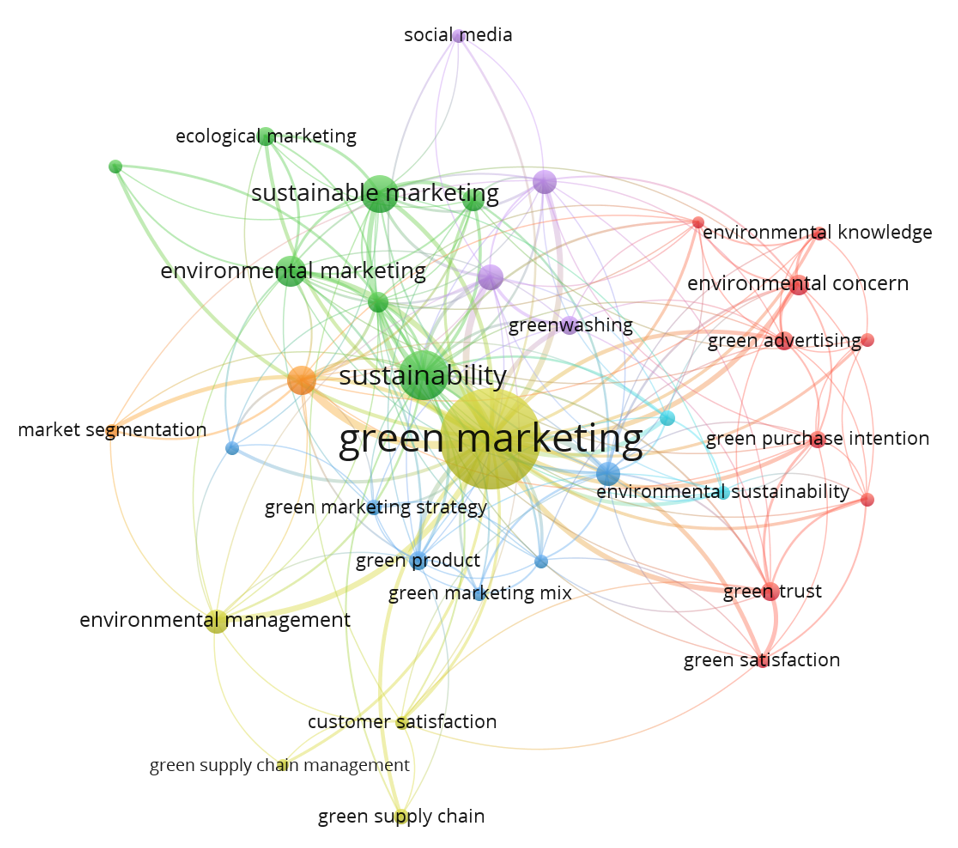 social media
ecological marketing
sustainable marketing
environmental knowledge
environmental marketing
environmental concern
greenwashing
green advertising
sustainability
market segmentation
green marketing
green purchase intention
environmental sustainability
green marketing strategy
green product
green marketing mix
green trust
environmental management
green satisfaction
customer satisfaction
green supply chain management
green supply chain